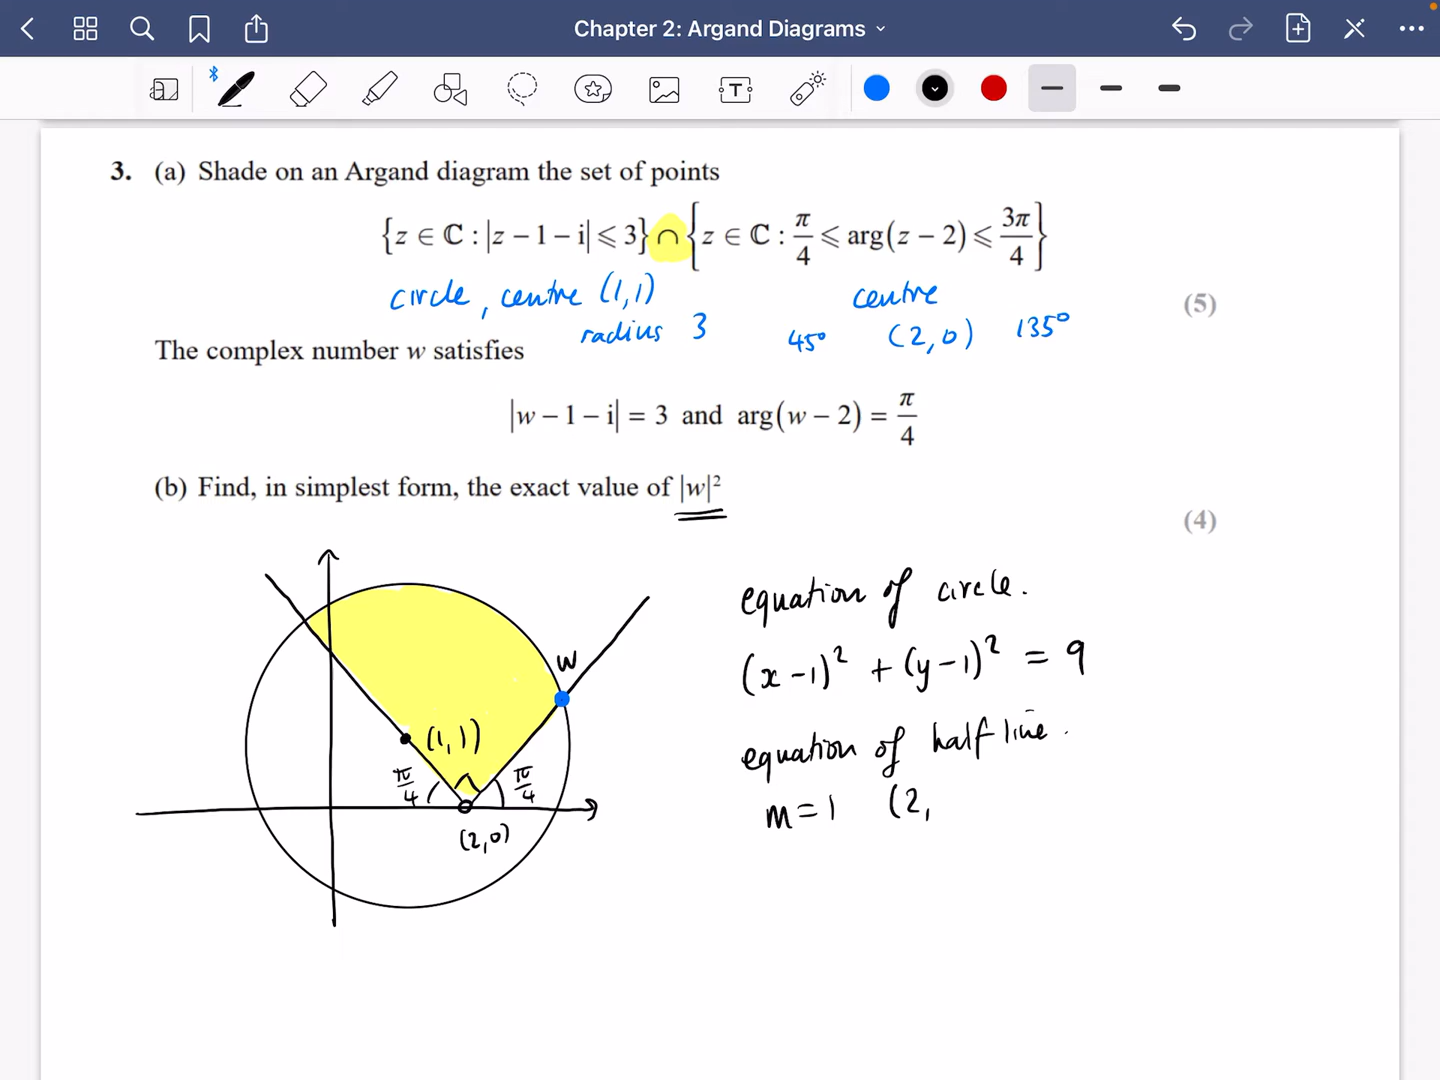 Chapter 2: Argand Diagrams
3. (a) Shade on an Argand diagram the set of points
{z ∈ ℂ : |z − 1 − i| ⩽ 3} ∩ {z ∈ ℂ : π/4 ⩽ arg(z − 2) ⩽ 3π/4}
circle, centre (1,1)
radius 3
centre
45° (2,0) 135°
(5)
The complex number w satisfies
|w − 1 − i| = 3 and arg(w − 2) = π/4
(b) Find, in simplest form, the exact value of |w|²
(4)
w
(1,1)
π/4
π/4
(2,0)
equation of circle.
(x−1)² + (y−1)² = 9
equation of half line.
m = 1 (2,